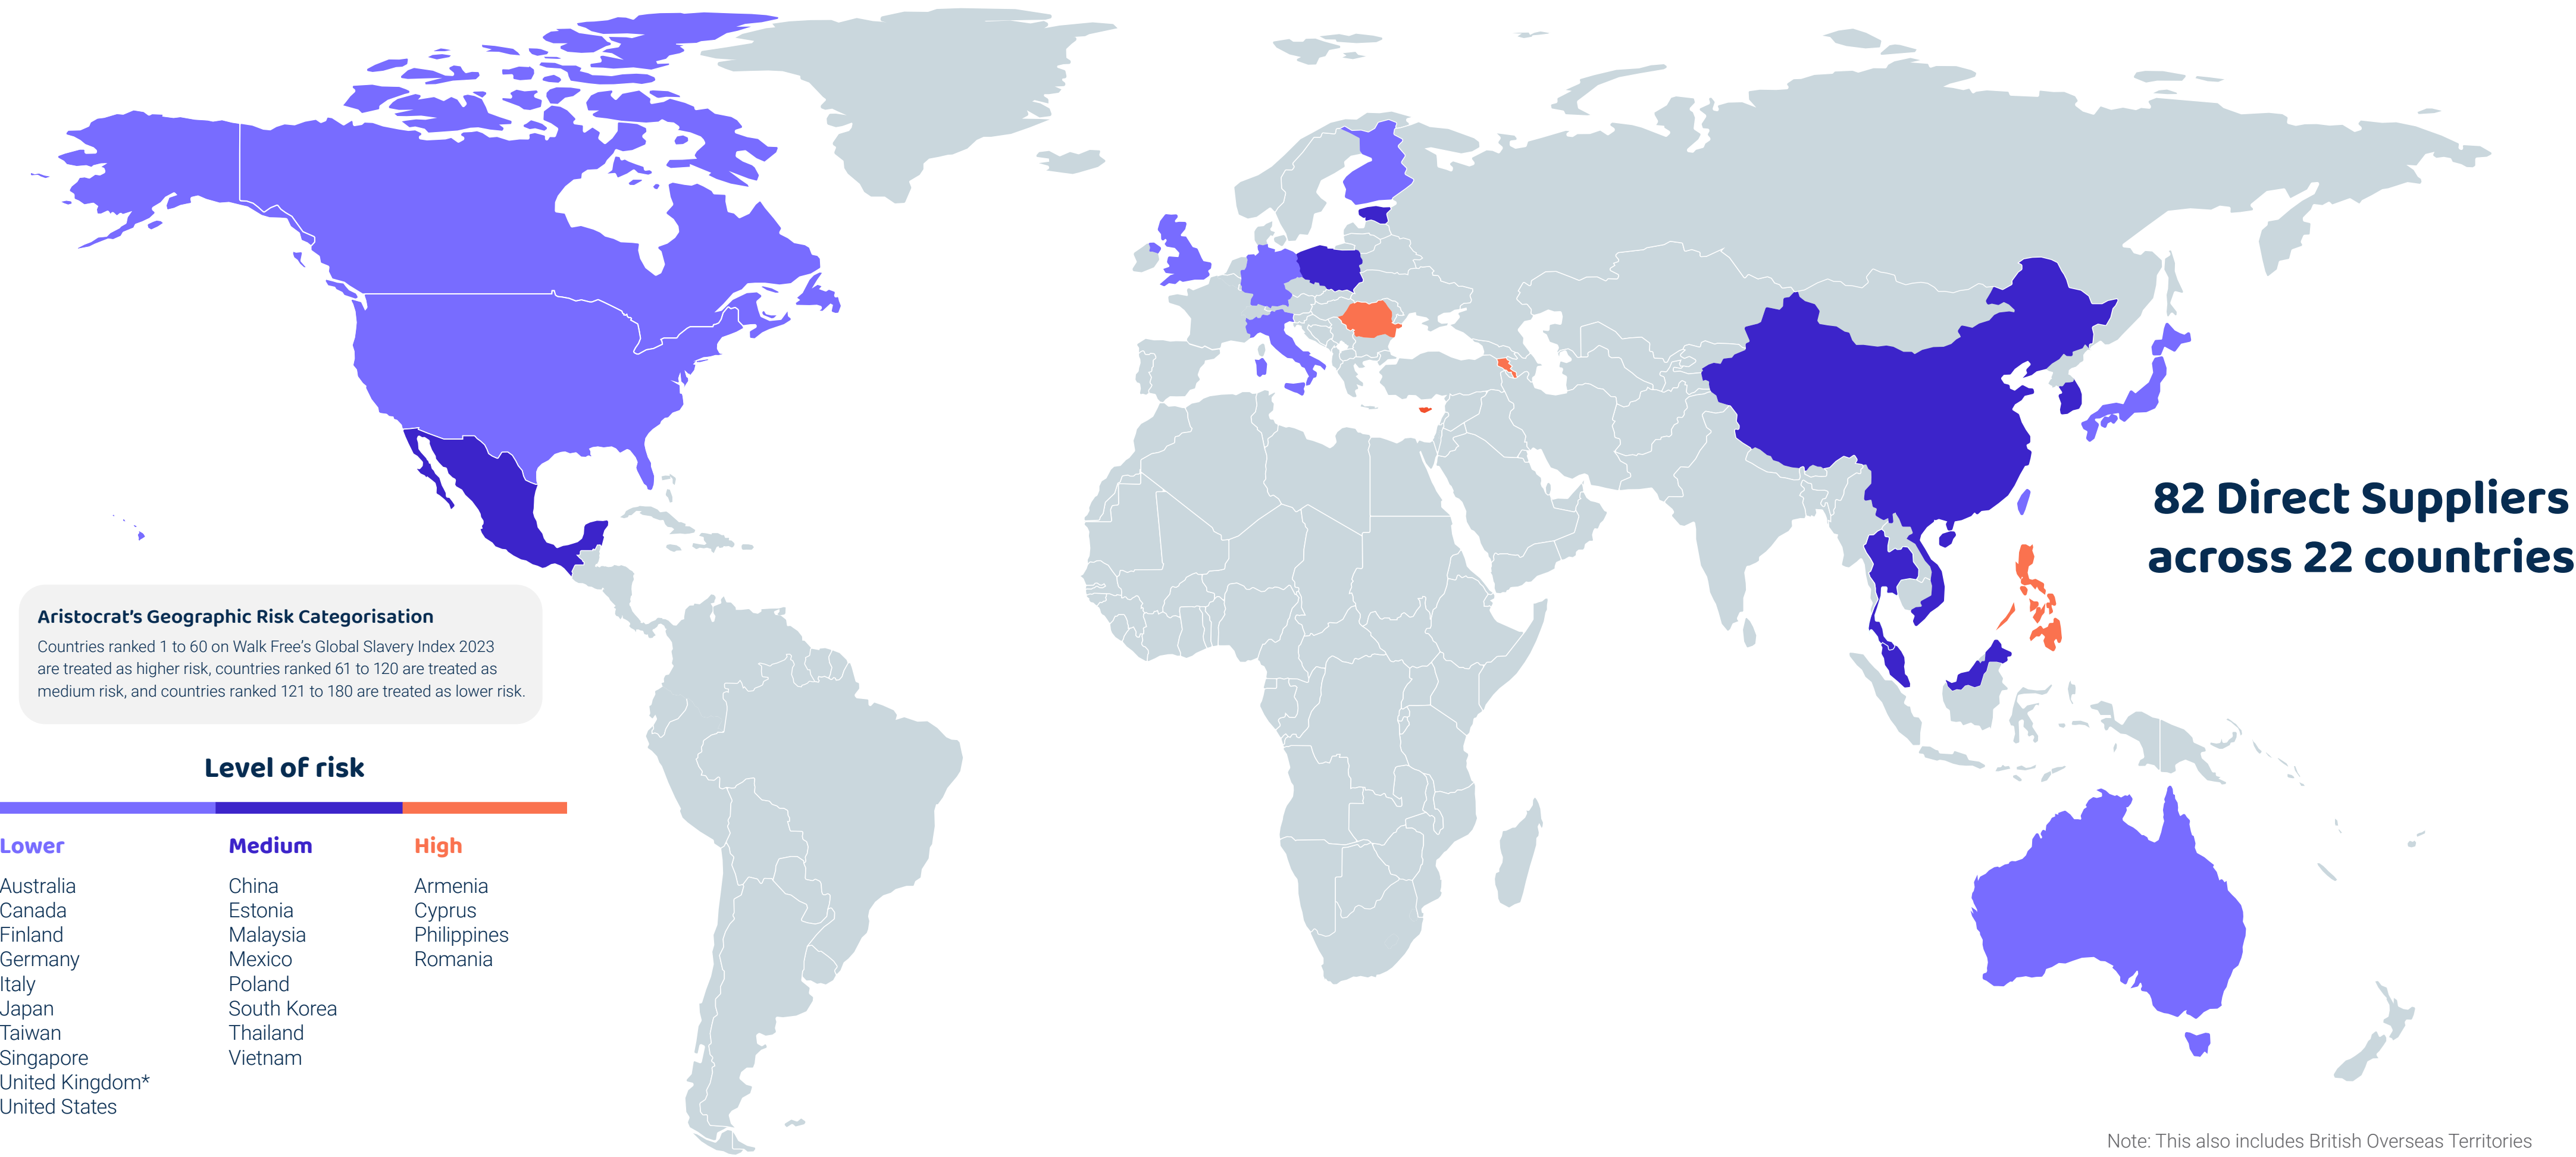 82 Direct Suppliers
across 22 countries
Aristocrat’s Geographic Risk Categorisation
Countries ranked 1 to 60 on Walk Free’s Global Slavery Index 2023
are treated as higher risk, countries ranked 61 to 120 are treated as
medium risk, and countries ranked 121 to 180 are treated as lower risk.
Level of risk
Lower
Australia
Canada
Finland
Germany
Italy
Japan
Taiwan
Singapore
United Kingdom*
United States
Medium
China
Estonia
Malaysia
Mexico
Poland
South Korea
Thailand
Vietnam
High
Armenia
Cyprus
Philippines
Romania
Note: This also includes British Overseas Territories